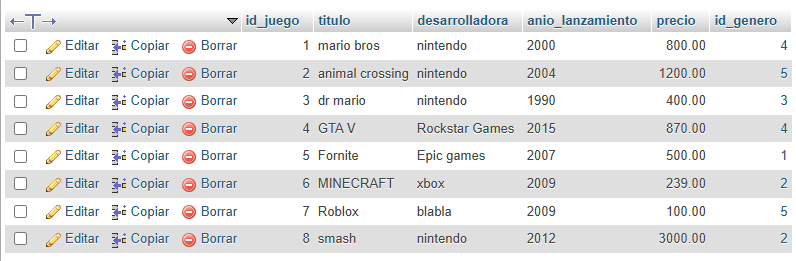 id_juego titulo desarrolladora anio_lanzamiento precio id_genero
Editar Copiar Borrar 1 mario bros nintendo 2000 800.00 4
Editar Copiar Borrar 2 animal crossing nintendo 2004 1200.00 5
Editar Copiar Borrar 3 dr mario nintendo 1990 400.00 3
Editar Copiar Borrar 4 GTA V Rockstar Games 2015 870.00 4
Editar Copiar Borrar 5 Fornite Epic games 2007 500.00 1
Editar Copiar Borrar 6 MINECRAFT xbox 2009 239.00 2
Editar Copiar Borrar 7 Roblox blabla 2009 100.00 5
Editar Copiar Borrar 8 smash nintendo 2012 3000.00 2